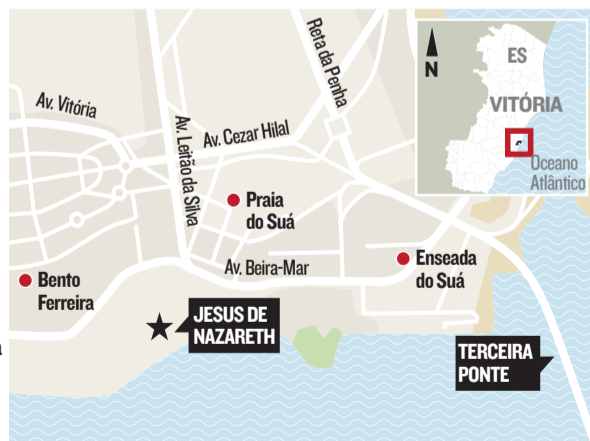 Av. Vitória
Av. Leitão da Silva
Av. Cezar Hilal
Reta da Penha
N
ES
VITÓRIA
Oceano
Atlântico
Praia
do Suá
Bento
Ferreira
Av. Beira-Mar
Enseada
do Suá
JESUS DE
NAZARETH
TERCEIRA
PONTE